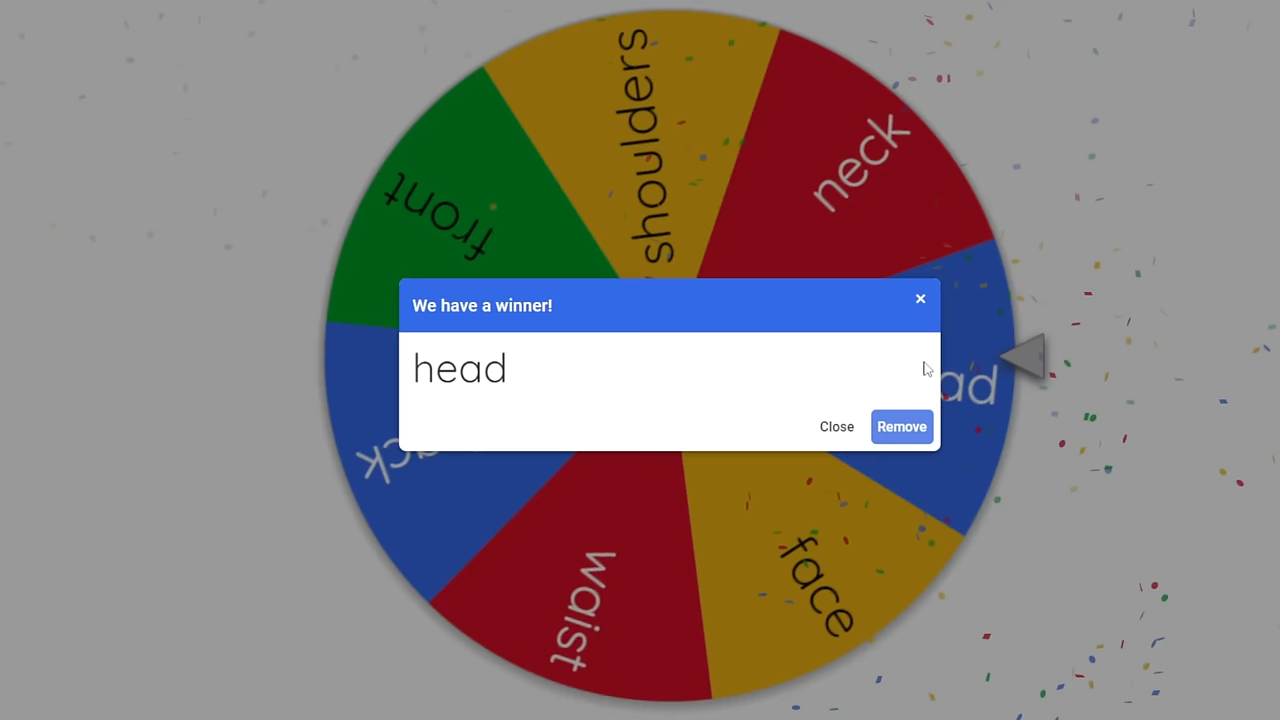 shoulders
neck
front
We have a winner!
head
Close
Remove
waist
face